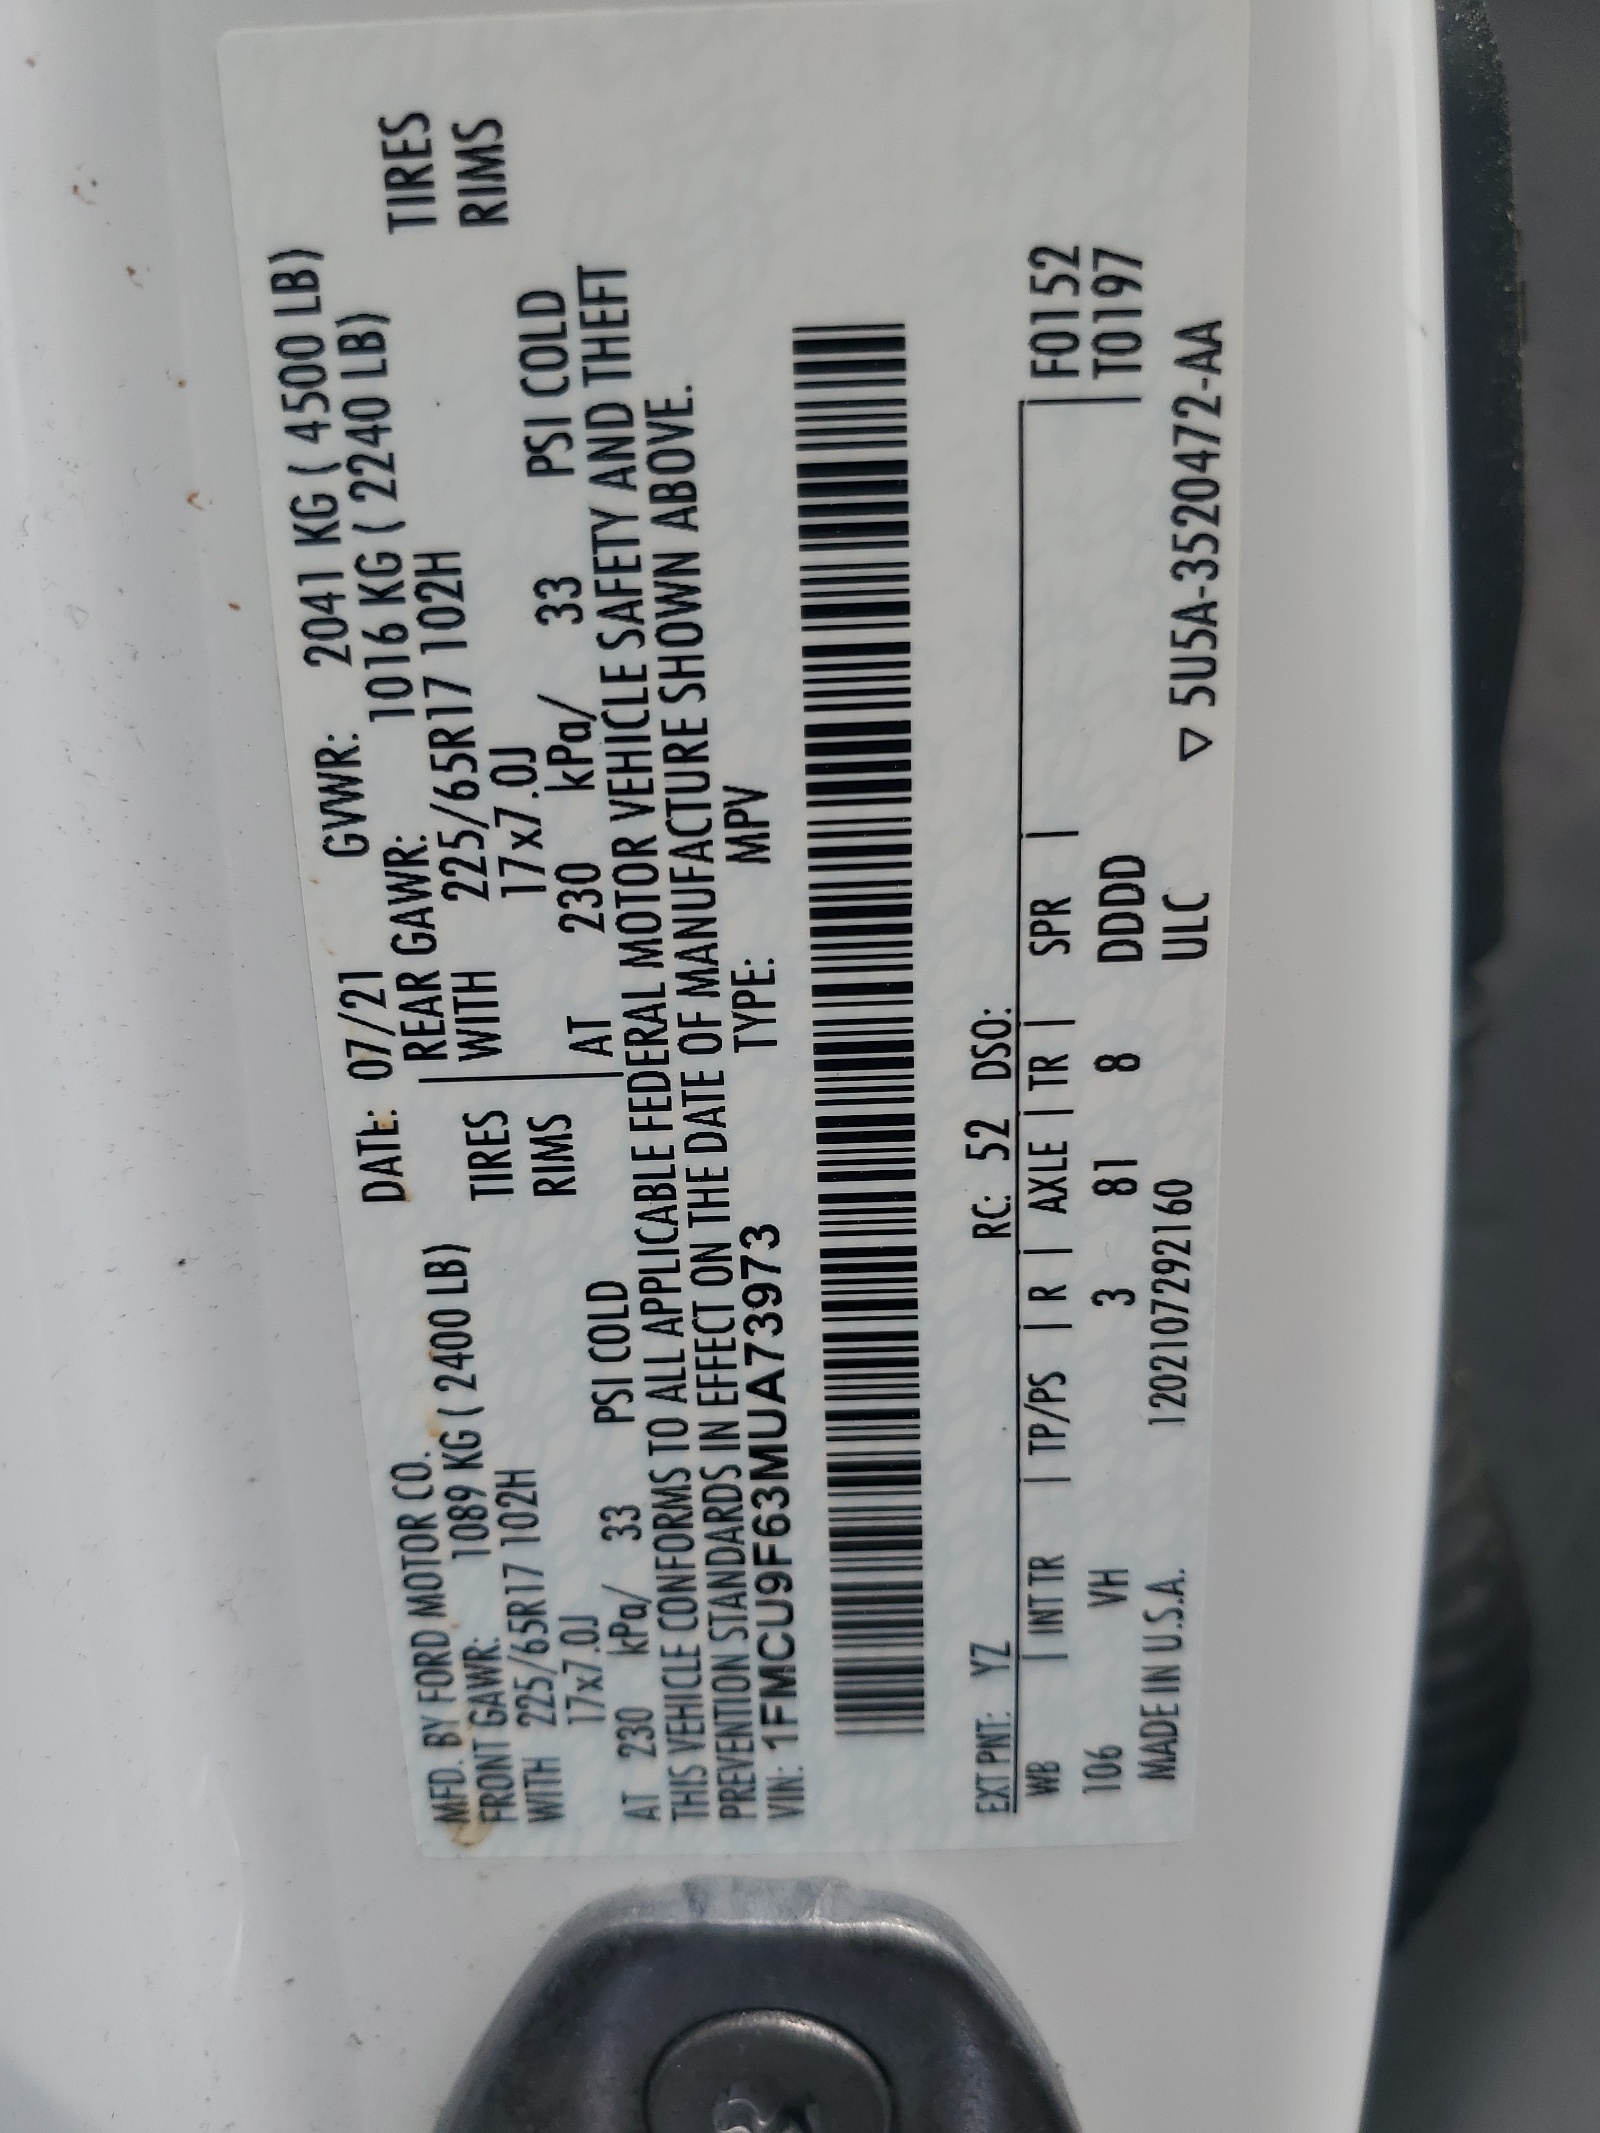 MFD. BY FORD MOTOR CO. DATE: 07/21 GVWR: 2041 KG ( 4500 LB)
FRONT GAWR: 1089 KG ( 2400 LB) REAR GAWR: 1016 KG ( 2240 LB)
WITH 225/65R17 102H TIRES WITH 225/65R17 102H TIRES
17x7.0J RIMS 17x7.0J RIMS
AT 230 kPa/ 33 PSI COLD AT 230 kPa/ 33 PSI COLD
THIS VEHICLE CONFORMS TO ALL APPLICABLE FEDERAL MOTOR VEHICLE SAFETY AND THEFT
PREVENTION STANDARDS IN EFFECT ON THE DATE OF MANUFACTURE SHOWN ABOVE.
VIN: 1FMCU9F63MUA73973 TYPE: MPV
EXT PNT: YZ RC: 52 DSO:
WB | INT TR | TP/PS | R | AXLE | TR | SPR | F0152
106 VH 3 81 8 DDDD T0197
MADE IN U.S.A. 12021072921 60 ULC ▽ 5U5A-3520472-AA